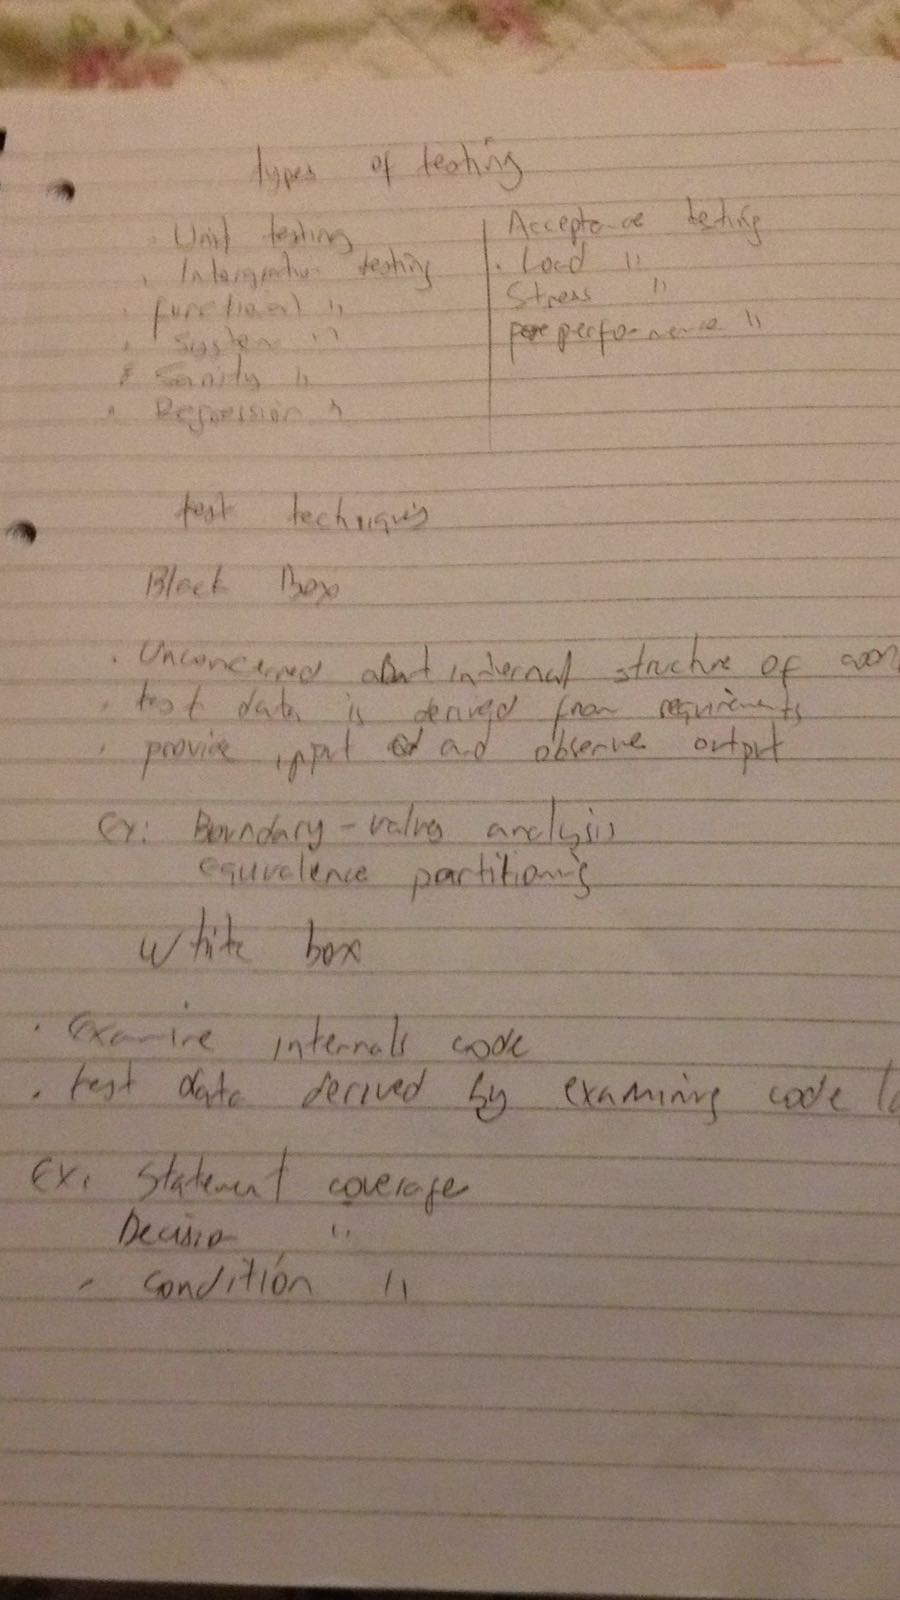 types of testing
· Unit testing
· Intergration testing
· functional "
· System "
· Sanity "
· Regression "
Acceptance testing
· Load "
Stress "
performance "
test techniques
Black Box
· Unconcerned about internal structure of
· test data is derived from requirements
· provide input and observe output
Ex: Boundary-value analysis
equivalence partitioning
White box
· Examine internals code
· test data derived by examining code
Ex. Statement coverage
Decision "
· condition "